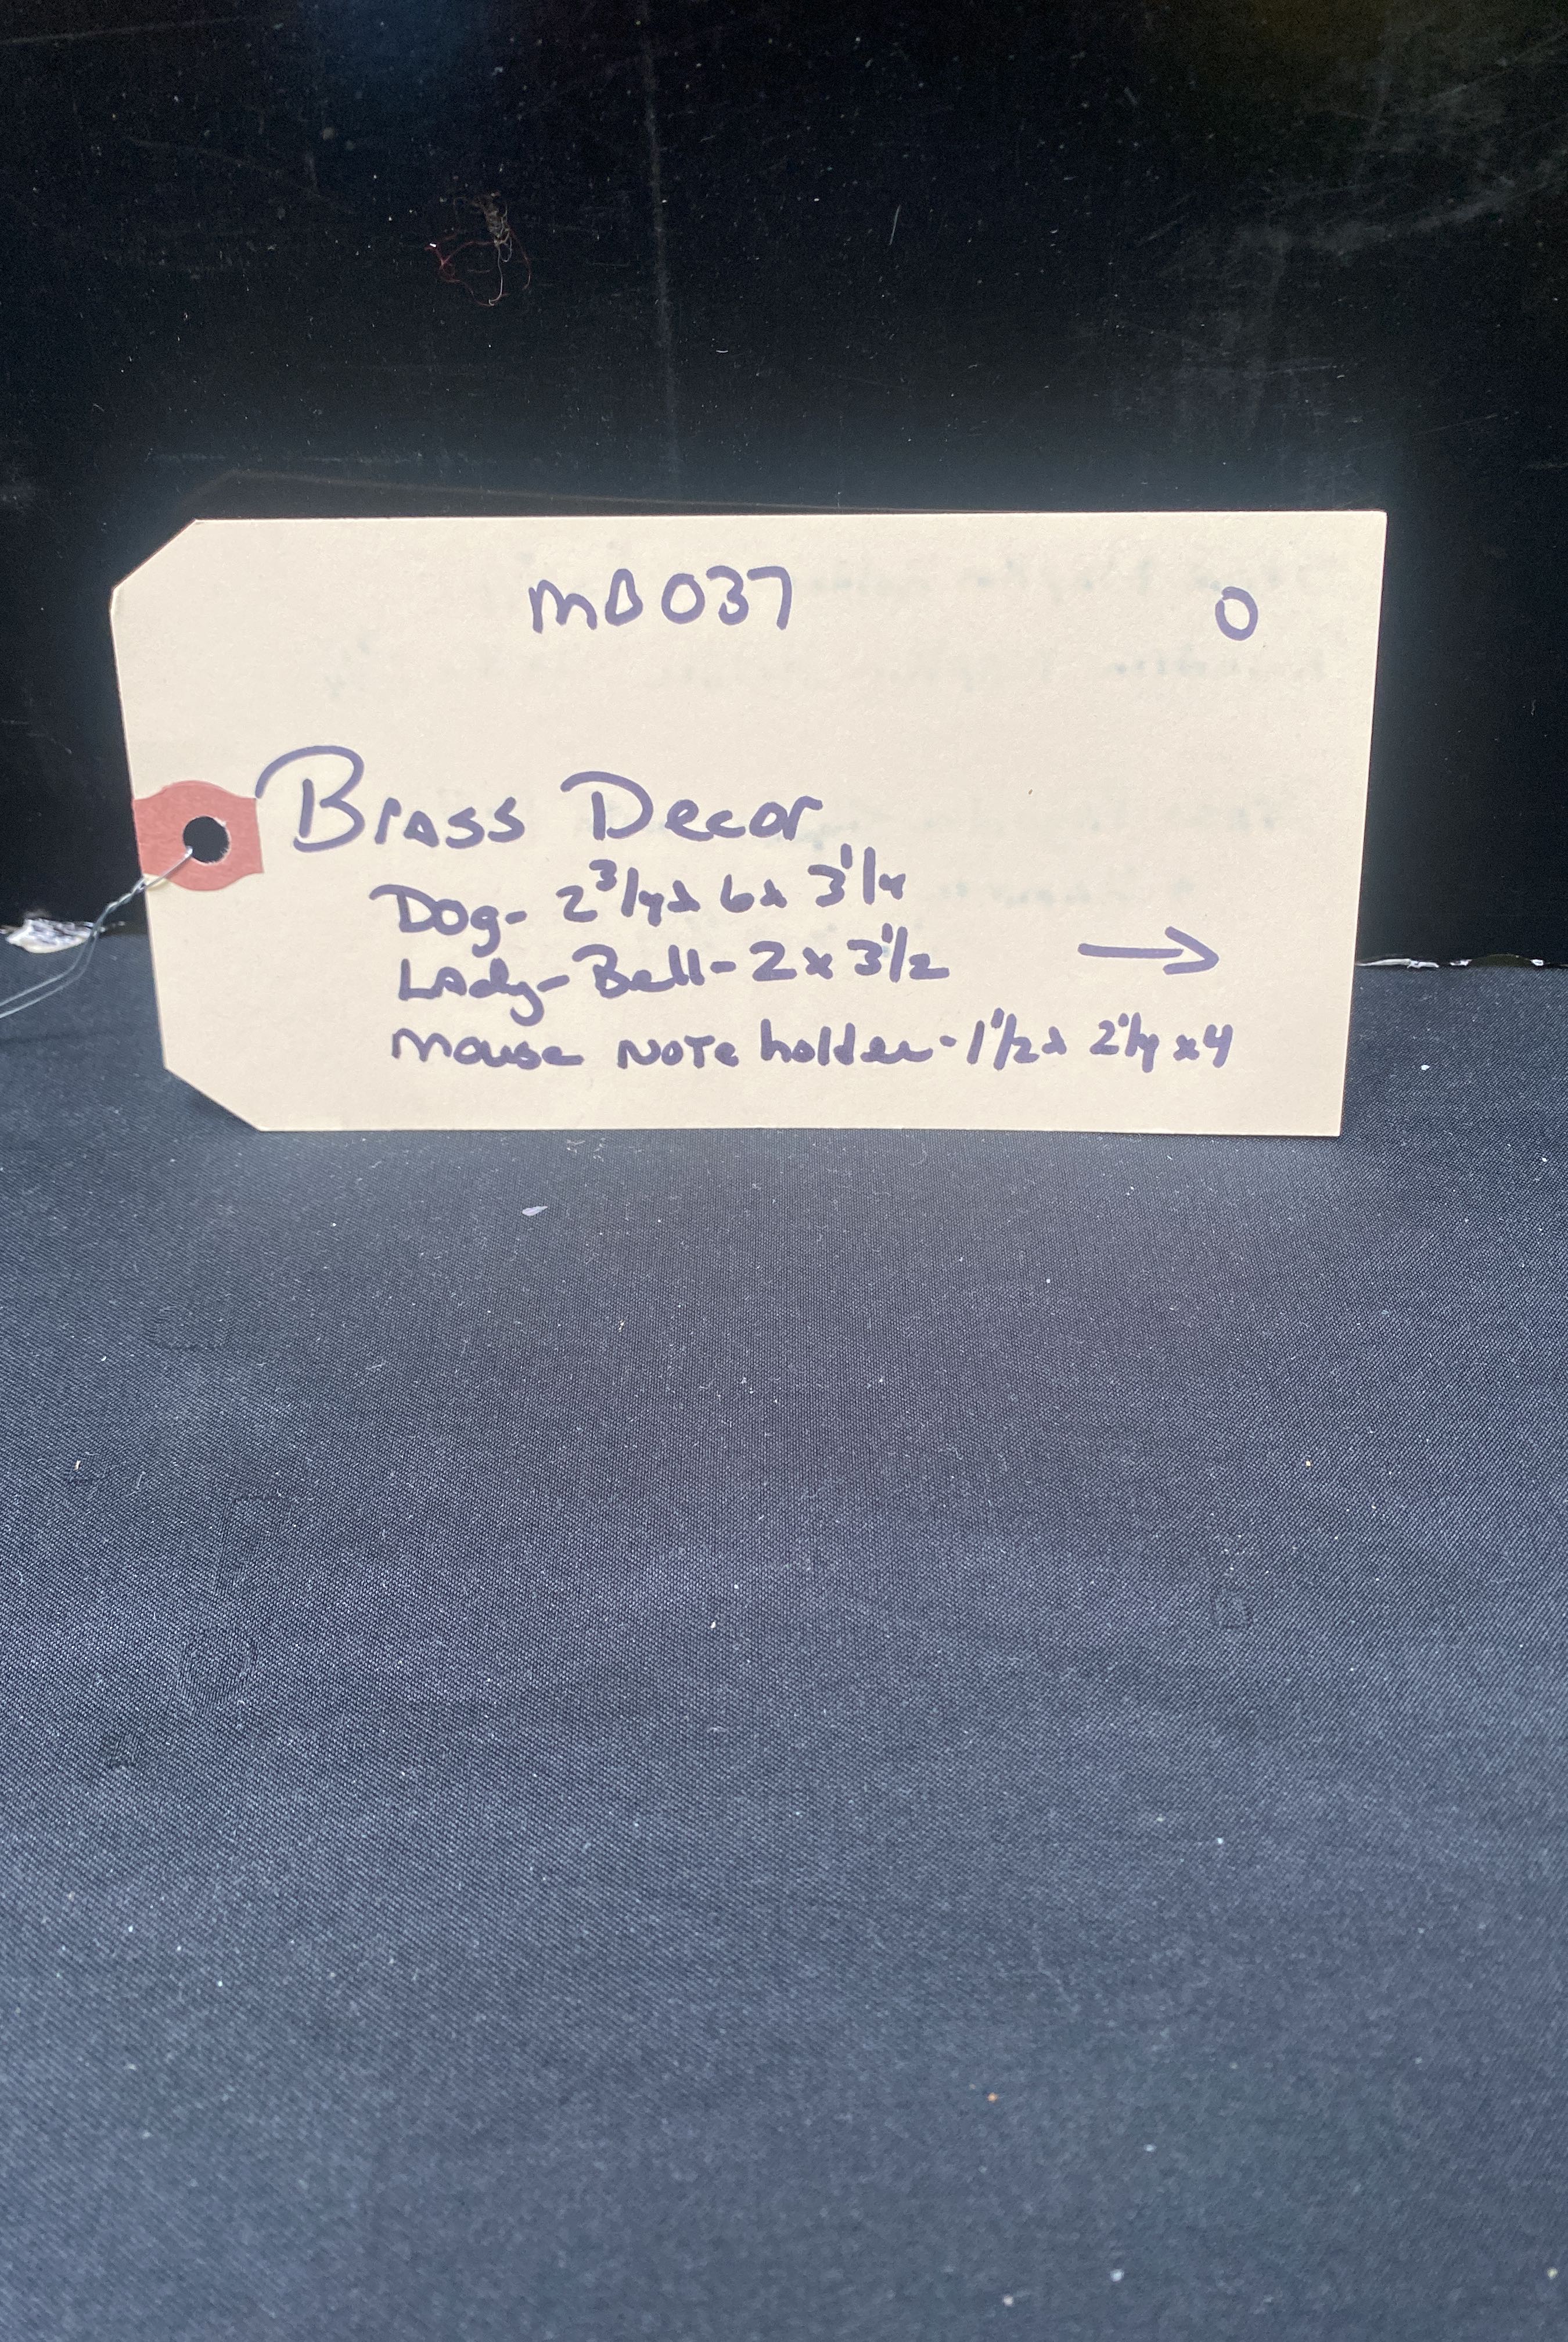 MB037 0
Brass Decor
Dog- 2 3/4 x 6 x 3 1/4
Lady-Bell- 2 x 3 1/2 →
Mouse Note holder- 1 1/2 x 2 1/4 x 4